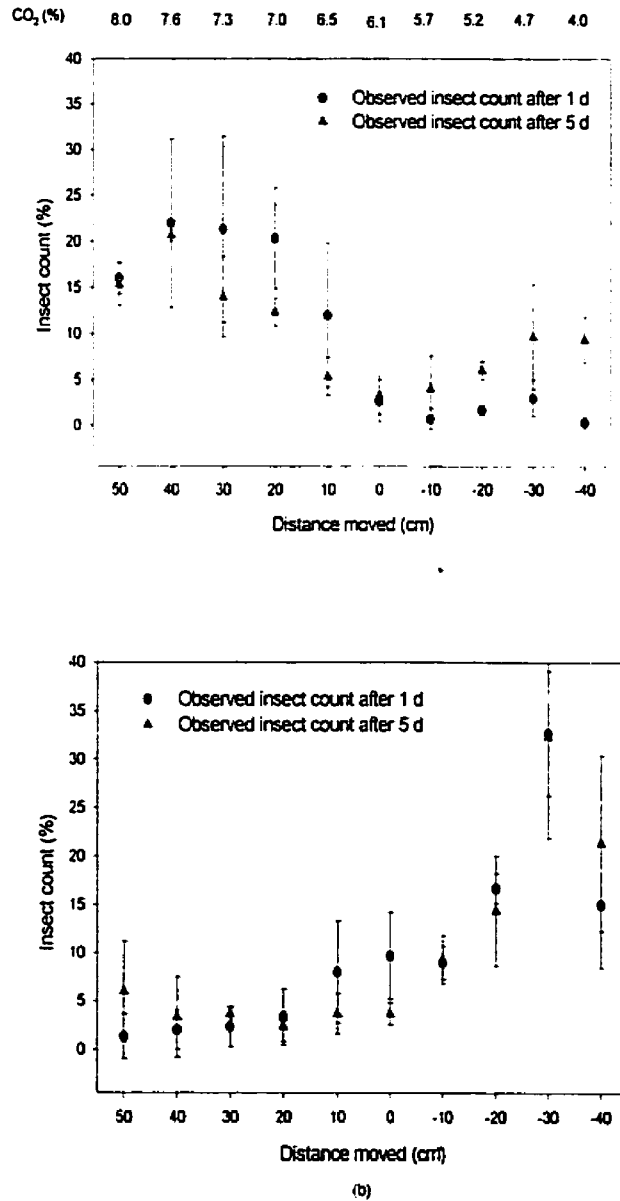 CO2 (%) 8.0 7.6 7.3 7.0 6.5 6.1 5.7 5.2 4.7 4.0
40
35
30
25
20
15
10
5
0
Insect count (%)
Observed insect count after 1 d
Observed insect count after 5 d
50 40 30 20 10 0 -10 -20 -30 -40
Distance moved (cm)
40
35
30
25
20
15
10
5
0
Insect count (%)
Observed insect count after 1 d
Observed insect count after 5 d
50 40 30 20 10 0 -10 -20 -30 -40
Distance moved (cm)
(b)